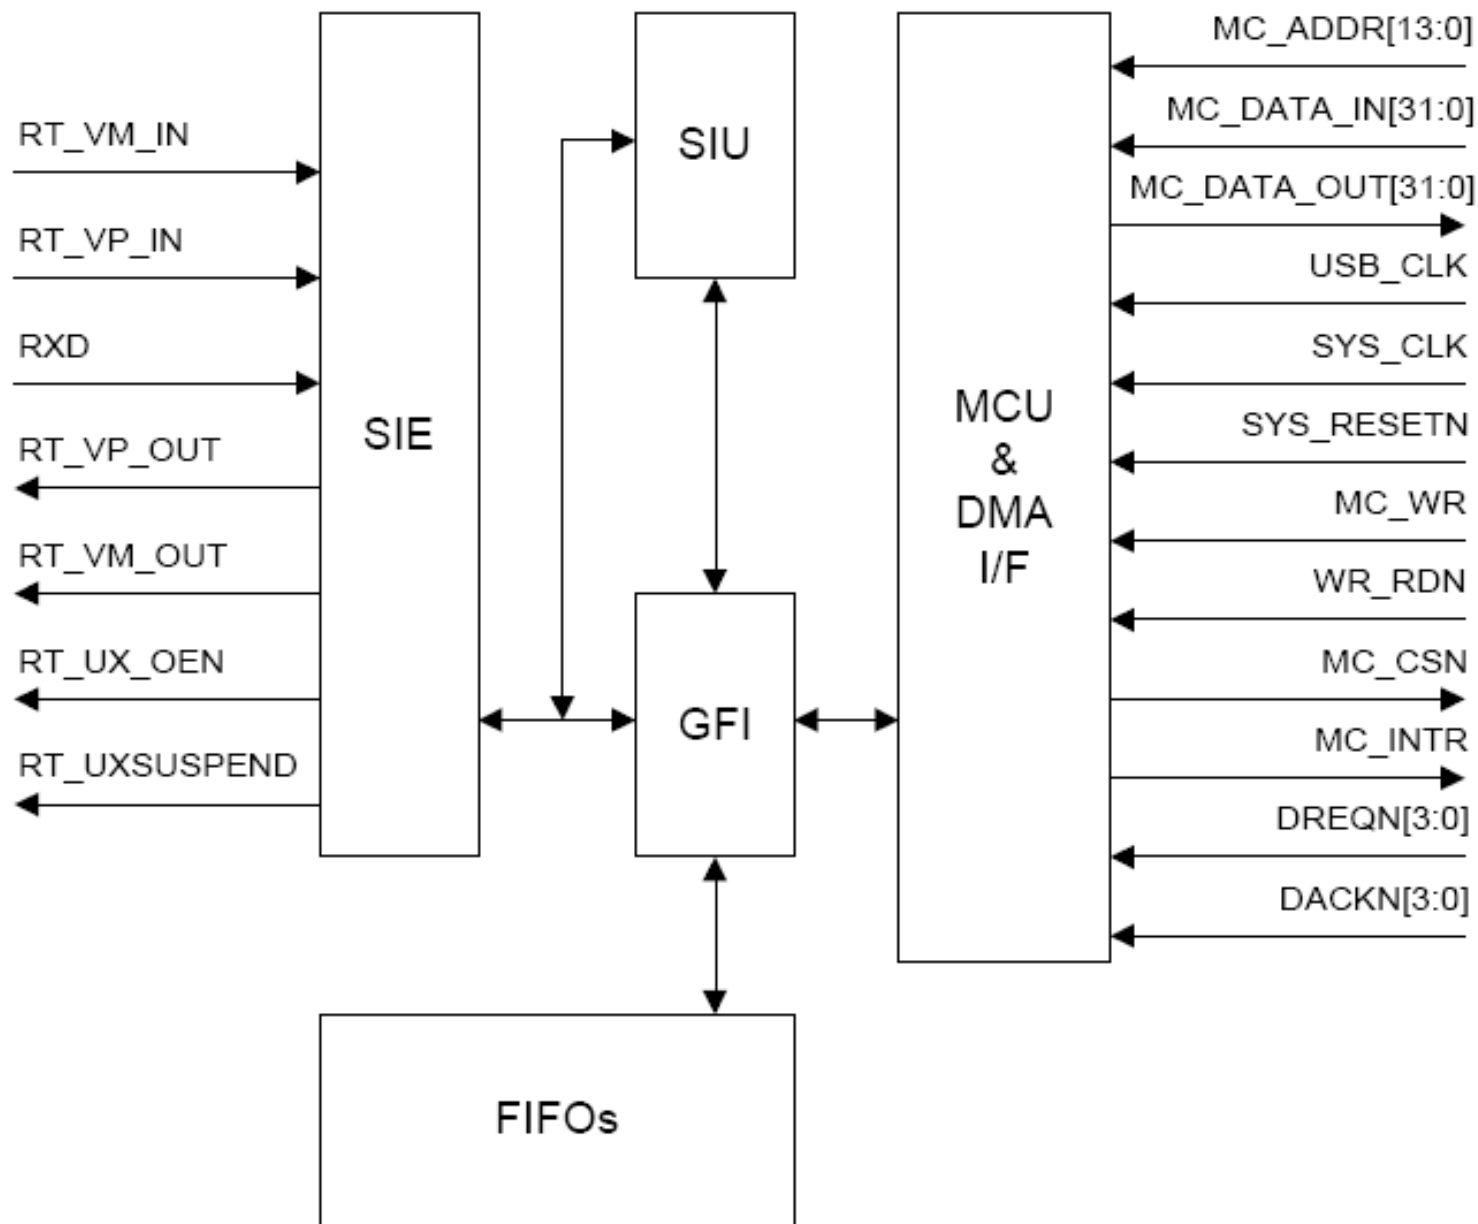 RT_VM_IN
RT_VP_IN
RXD
RT_VP_OUT
RT_VM_OUT
RT_UX_OEN
RT_UXSUSPEND
SIE
SIU
GFI
FIFOs
MCU
&
DMA
I/F
MC_ADDR[13:0]
MC_DATA_IN[31:0]
MC_DATA_OUT[31:0]
USB_CLK
SYS_CLK
SYS_RESETN
MC_WR
WR_RDN
MC_CSN
MC_INTR
DREQN[3:0]
DACKN[3:0]